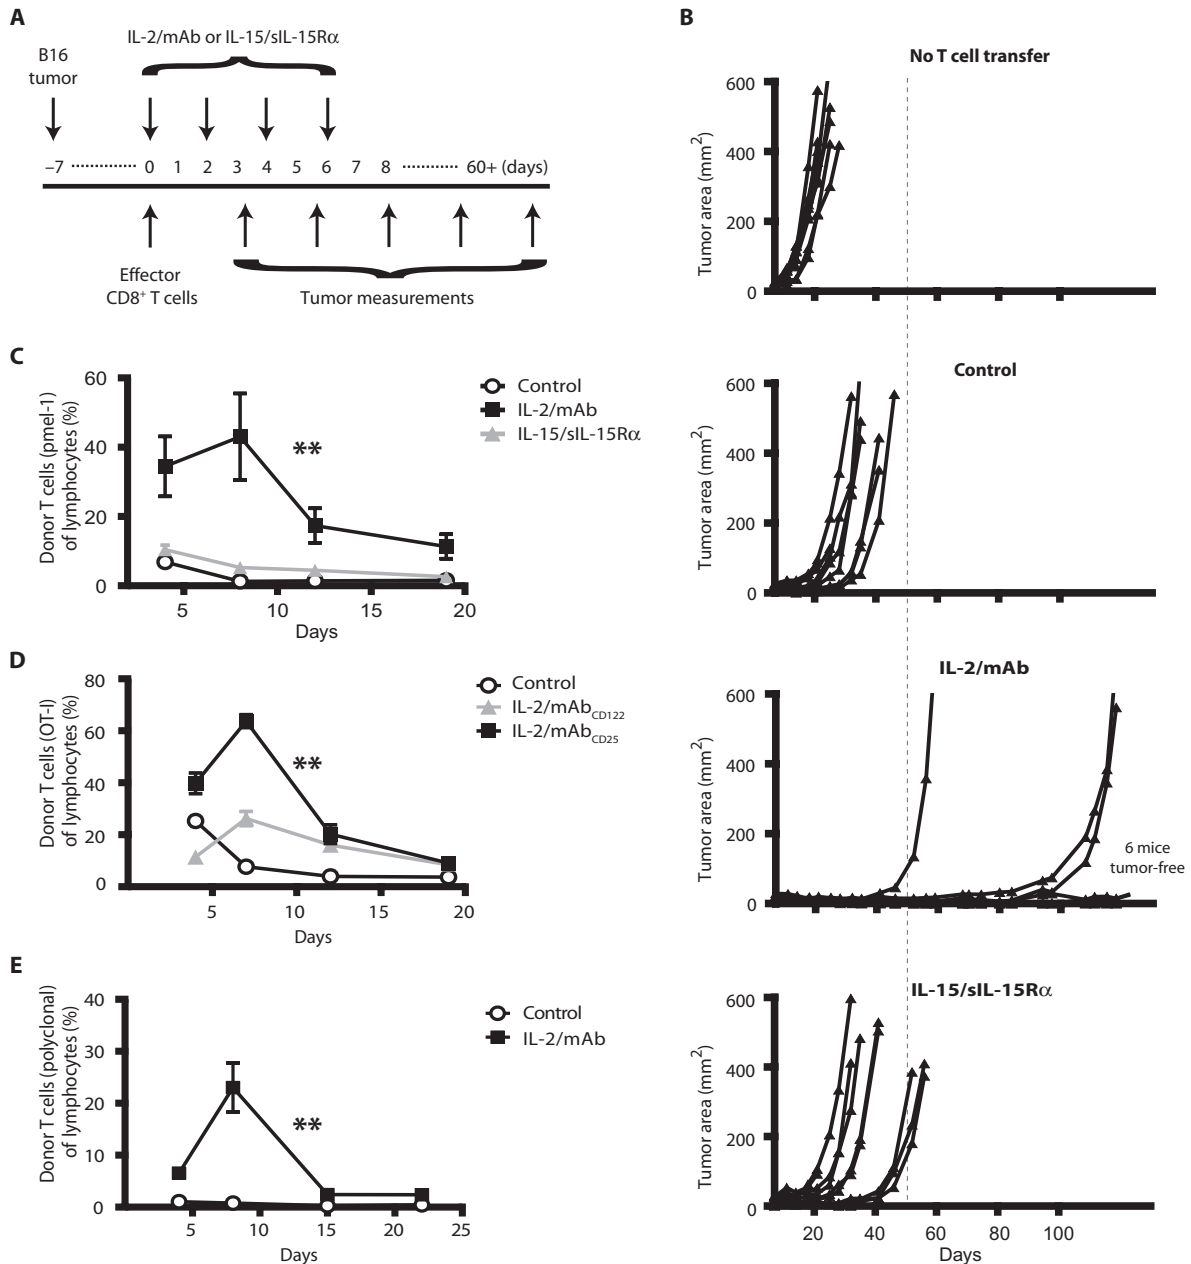 A
IL-2/mAb or IL-15/sIL-15Rα
B16
tumor
–7 ············ 0 1 2 3 4 5 6 7 8 ·········· 60+ (days)
Effector
CD8⁺ T cells
Tumor measurements
B
No T cell transfer
600
400
200
0
Tumor area (mm²)
Control
600
400
200
0
Tumor area (mm²)
IL-2/mAb
600
400
200
0
Tumor area (mm²)
6 mice
tumor-free
IL-15/sIL-15Rα
600
400
200
0
Tumor area (mm²)
20 40 60 80 100
Days
C
60
40
20
0
Donor T cells (pmel-1)
of lymphocytes (%)
**
Control
IL-2/mAb
IL-15/sIL-15Rα
5 10 15 20
Days
D
80
60
40
20
0
Donor T cells (OT-I)
of lymphocytes (%)
**
Control
IL-2/mAb CD122
IL-2/mAb CD25
5 10 15 20
Days
E
40
30
20
10
0
Donor T cells (polyclonal)
of lymphocytes (%)
**
Control
IL-2/mAb
5 10 15 20 25
Days